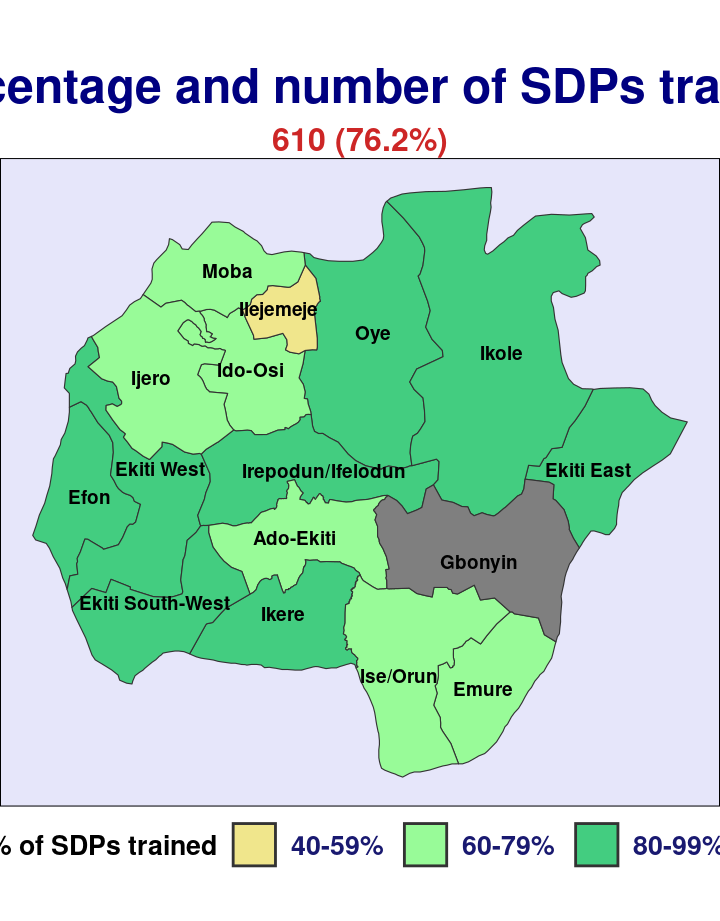 centage and number of SDPs tra
610 (76.2%)
Moba
Ilejemeje
Oye
Ikole
Ijero
Ido-Osi
Ekiti West
Irepodun/Ifelodun
Ekiti East
Efon
Ado-Ekiti
Gbonyin
Ekiti South-West
Ikere
Ise/Orun
Emure
% of SDPs trained 40-59% 60-79% 80-99%